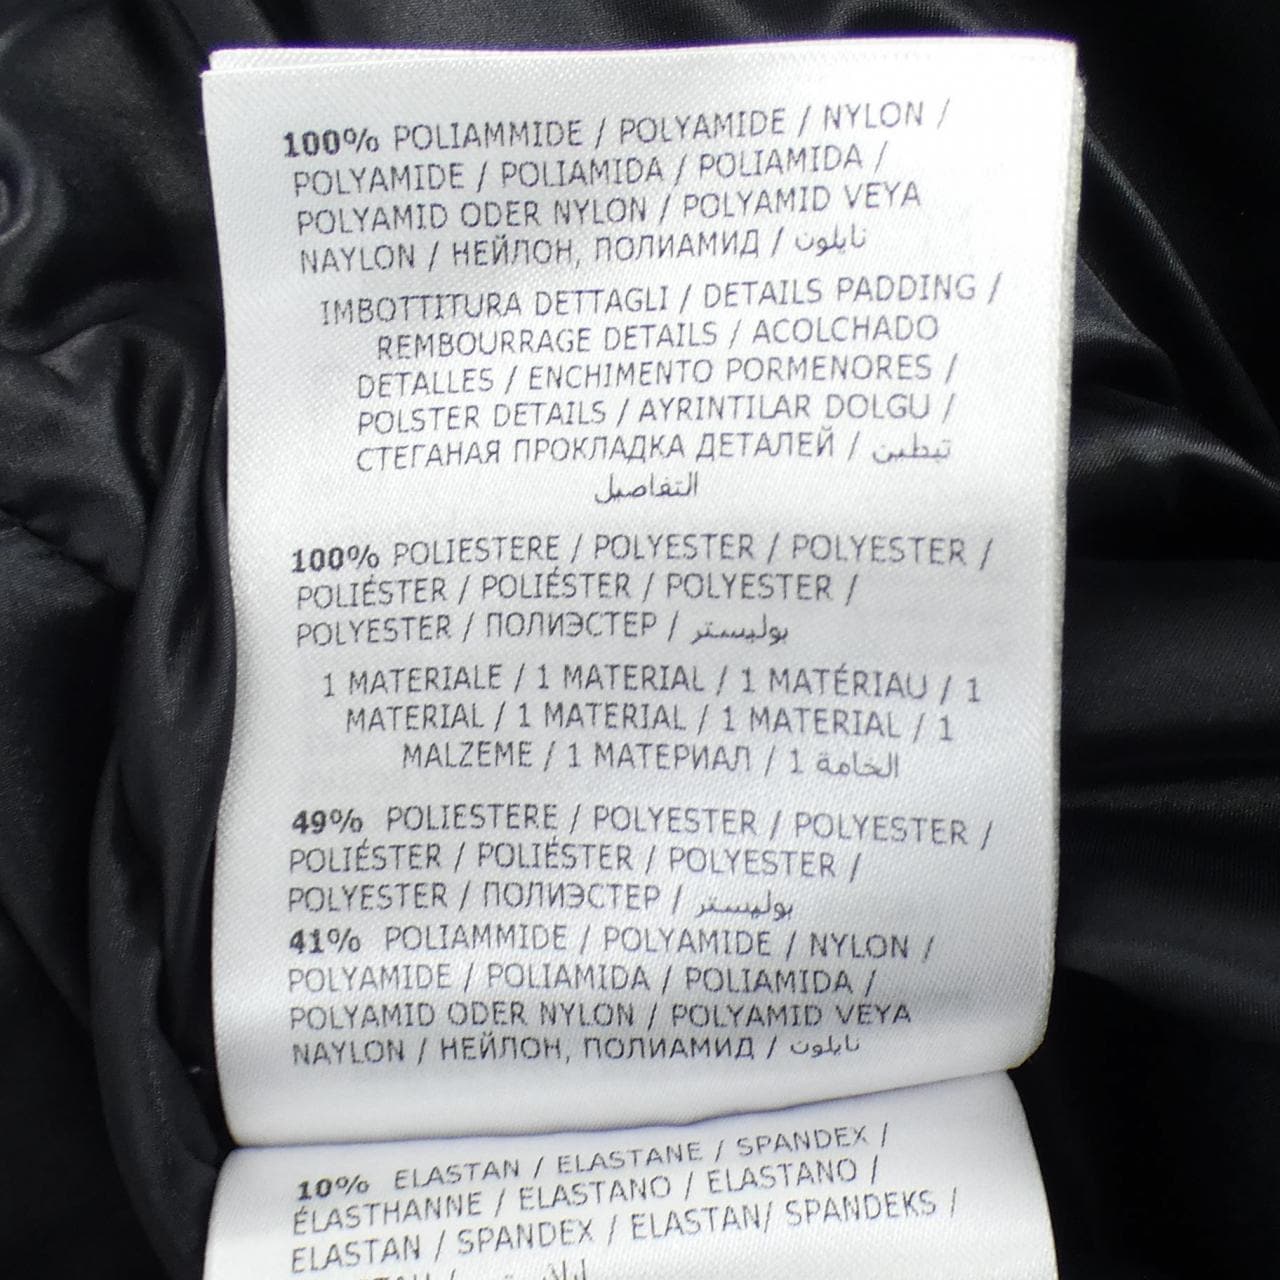 100% POLIAMMIDE / POLYAMIDE / NYLON /
POLYAMIDE / POLIAMIDA / POLIAMIDA /
POLYAMID ODER NYLON / POLYAMID VEYA
NAYLON / НЕЙЛОН, ПОЛИАМИД / نايلون
IMBOTTITURA DETTAGLI / DETAILS PADDING /
REMBOURRAGE DETAILS / ACOLCHADO
DETALLES / ENCHIMENTO PORMENORES /
POLSTER DETAILS / AYRINTILAR DOLGU /
СТЕГАНАЯ ПРОКЛАДКА ДЕТАЛЕЙ / تبطين
التفاصيل
100% POLIESTERE / POLYESTER / POLYESTER /
POLIÉSTER / POLIÉSTER / POLYESTER /
POLYESTER / ПОЛИЭСТЕР / بوليستر
1 MATERIALE / 1 MATERIAL / 1 MATÉRIAU / 1
MATERIAL / 1 MATERIAL / 1 MATERIAL / 1
MALZEME / 1 МАТЕРИАЛ / 1 الخامة
49% POLIESTERE / POLYESTER / POLYESTER /
POLIÉSTER / POLIÉSTER / POLYESTER /
POLYESTER / ПОЛИЭСТЕР / بوليستر
41% POLIAMMIDE / POLYAMIDE / NYLON /
POLYAMIDE / POLIAMIDA / POLIAMIDA /
POLYAMID ODER NYLON / POLYAMID VEYA
NAYLON / НЕЙЛОН, ПОЛИАМИД / نايلون
10% ELASTAN / ELASTANE / SPANDEX /
ÉLASTHANNE / ELASTANO / ELASTANO /
ELASTAN / SPANDEX / ELASTAN/ SPANDEKS /